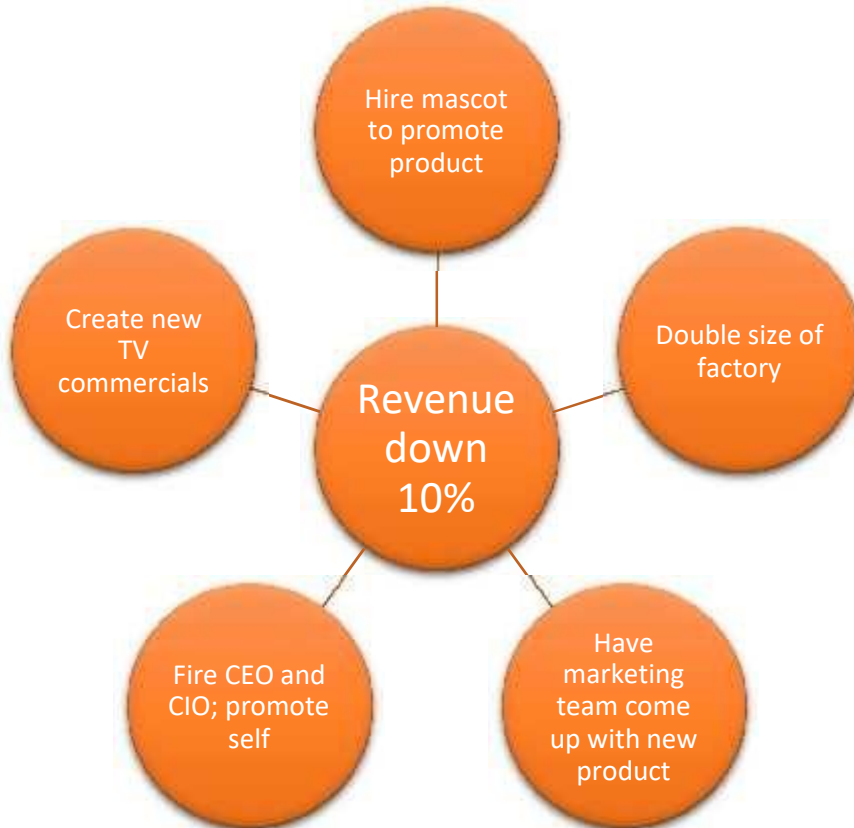 Hire mascot
to promote
product
Create new
TV
commercials
Double size of
factory
Revenue
down
10%
Fire CEO and
CIO; promote
self
Have
marketing
team come
up with new
product